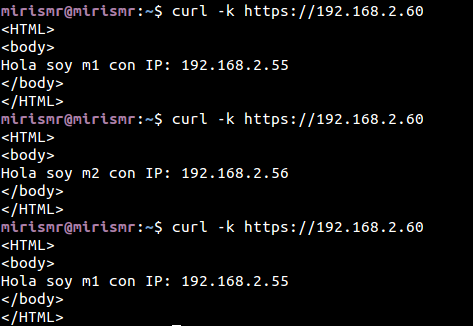 mirismr@mirismr:~$ curl -k https://192.168.2.60
<HTML>
<body>
Hola soy m1 con IP: 192.168.2.55
</body>
</HTML>
mirismr@mirismr:~$ curl -k https://192.168.2.60
<HTML>
<body>
Hola soy m2 con IP: 192.168.2.56
</body>
</HTML>
mirismr@mirismr:~$ curl -k https://192.168.2.60
<HTML>
<body>
Hola soy m1 con IP: 192.168.2.55
</body>
</HTML>